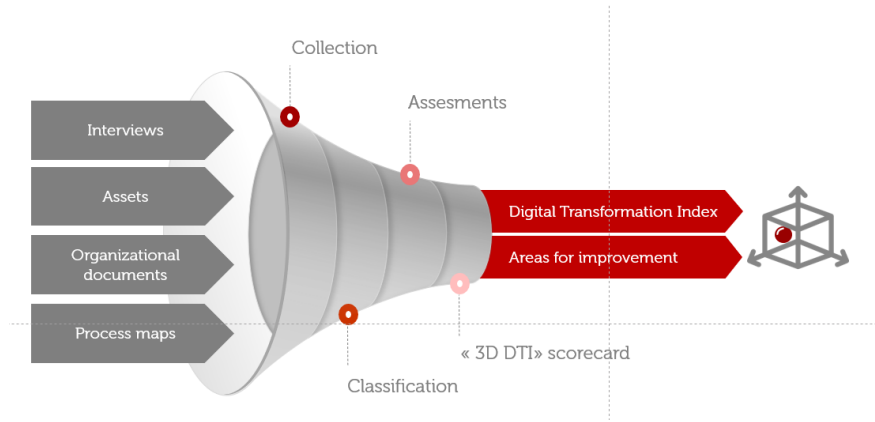 Collection
Assesments
Interviews
Assets
Organizational
documents
Process maps
Digital Transformation Index
Areas for improvement
« 3D DTI» scorecard
Classification